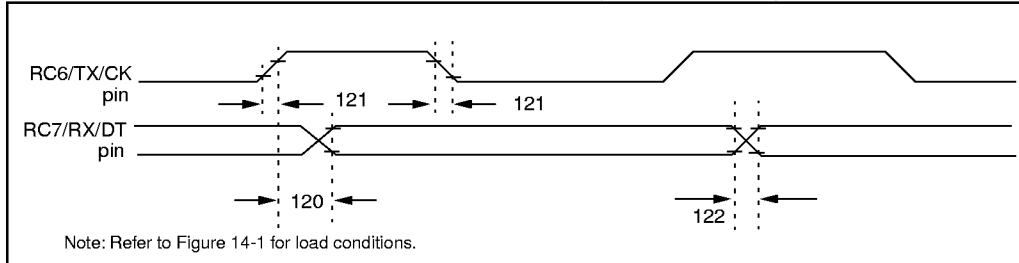 RC6/TX/CK
pin
121
121
RC7/RX/DT
pin
120
122
Note: Refer to Figure 14-1 for load conditions.